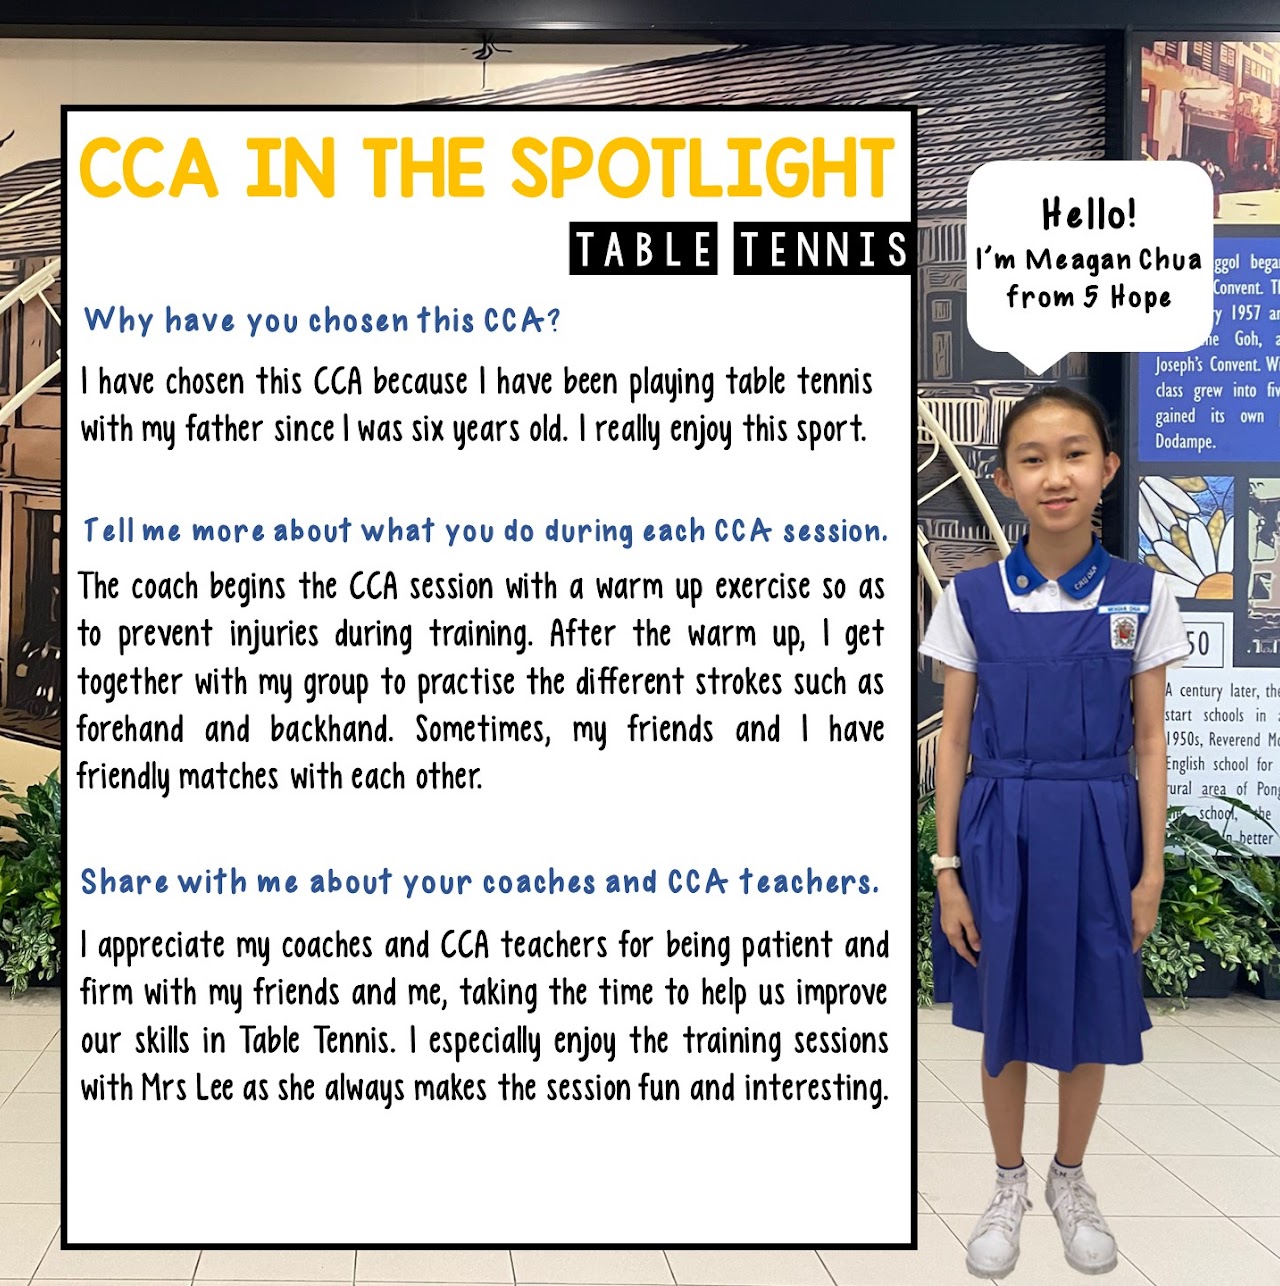 CCA IN THE SPOTLIGHT
TABLE TENNIS
Why have you chosen this CCA?
I have chosen this CCA because I have been playing table tennis
with my father since I was six years old. I really enjoy this sport.
Tell me more about what you do during each CCA session.
The coach begins the CCA session with a warm up exercise so as
to prevent injuries during training. After the warm up, I get
together with my group to practise the different strokes such as
forehand and backhand. Sometimes, my friends and I have
friendly matches with each other.
Share with me about your coaches and CCA teachers.
I appreciate my coaches and CCA teachers for being patient and
firm with my friends and me, taking the time to help us improve
our skills in Table Tennis. I especially enjoy the training sessions
with Mrs Lee as she always makes the session fun and interesting.
Hello!
I'm Meagan Chua
from 5 Hope
ggol bega
Convent. T
y 1957 a
ne Goh, a
Joseph's Convent. W
class grew into fiv
gained its own
Dodampe.
MEAGAN CHUA
50
A century later, the
start schools in
1950s, Reverend Mo
English school for
rural area of Pong
school, the
better